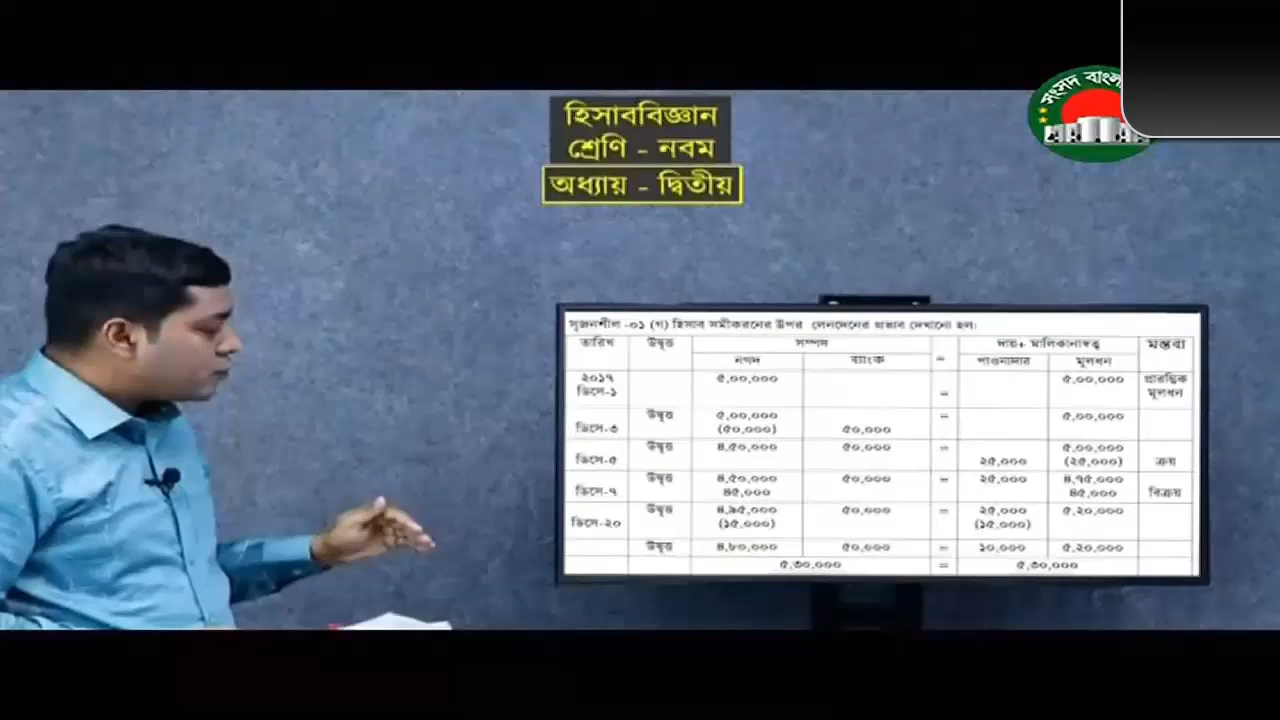 হিসাববিজ্ঞান
শ্রেণি - নবম
অধ্যায় - দ্বিতীয়
সংসদ
সৃজনশীল -০১ (গ) হিসাব সমীকরনের উপর লেনদেনের প্রভাব দেখানো হল।
তারিখ উদ্বৃত্ত সম্পদ = দায়+ মালিকানাস্বত্ব মন্তব্য
নগদ ব্যাংক পাওনাদার মূলধন
২০১৭ ৫,০০,০০০ ৫,০০,০০০ প্রারম্ভিক
ডিসে-১ = মূলধন
উদ্বৃত্ত ৫,০০,০০০ = ৫,০০,০০০
ডিসে-৩ (৫০,০০০) ৫০,০০০
উদ্বৃত্ত ৪,৫০,০০০ ৫০,০০০ = ৫,০০,০০০
ডিসে-৫ ২৫,০০০ (২৫,০০০) ক্রয়
উদ্বৃত্ত ৪,৫০,০০০ ৫০,০০০ = ২৫,০০০ ৪,৭৫,০০০
ডিসে-৭ ৪৫,০০০ ৪৫,০০০ বিক্রয়
উদ্বৃত্ত ৪,৯৫,০০০ ৫০,০০০ = ২৫,০০০ ৫,২০,০০০
ডিসে-২০ (১৫,০০০) (১৫,০০০)
উদ্বৃত্ত ৪,৮০,০০০ ৫০,০০০ = ১০,০০০ ৫,২০,০০০
৫,৩০,০০০ = ৫,৩০,০০০